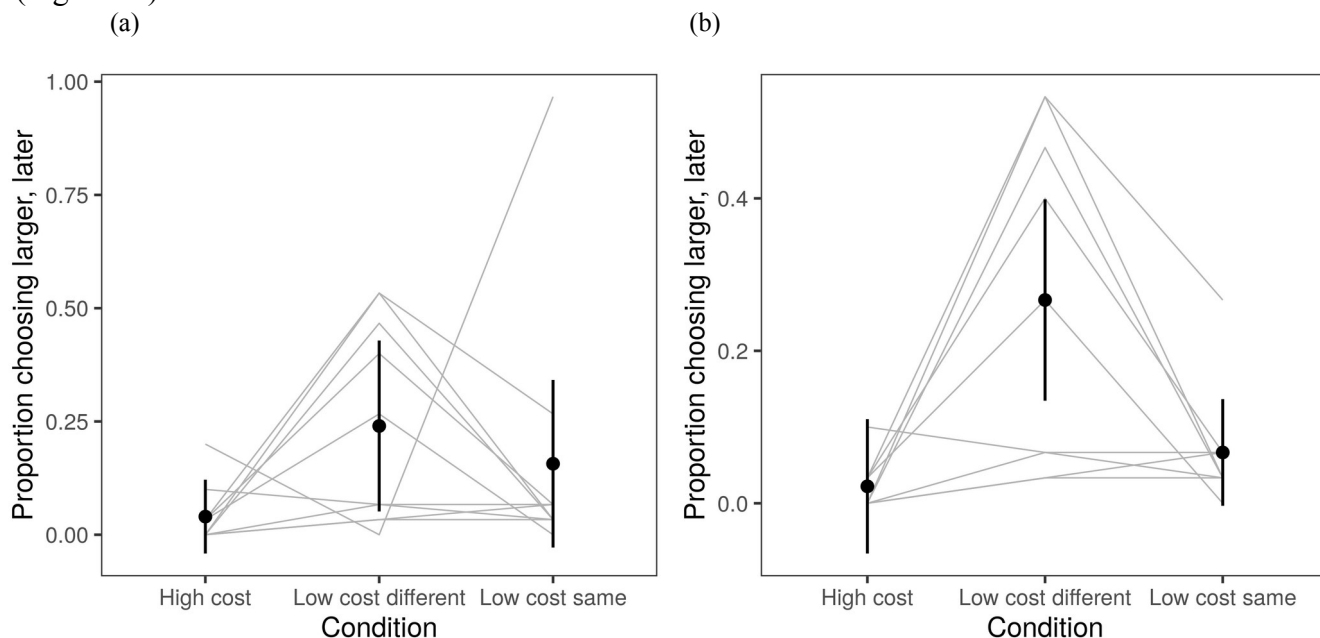 (a)
(b)
Proportion choosing larger, later
1.00
0.75
0.50
0.25
0.00
High cost Low cost different Low cost same
Condition
Proportion choosing larger, later
0.4
0.2
0.0
High cost Low cost different Low cost same
Condition